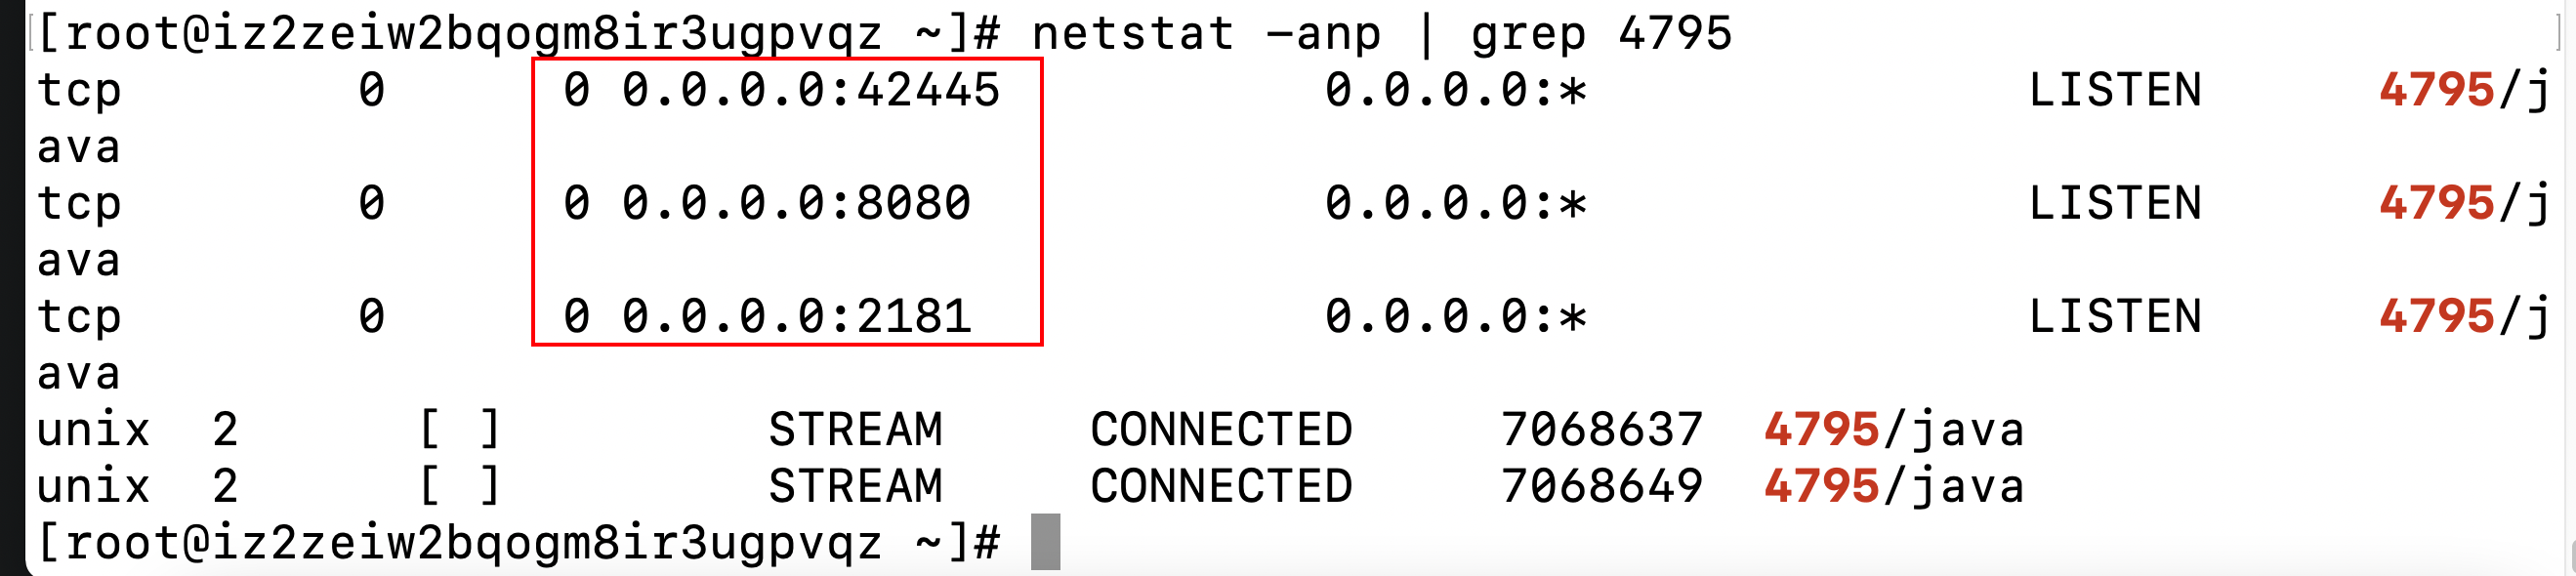 [root@iz2zeiw2bqogm8ir3ugpvqz ~]# netstat -anp | grep 4795
tcp        0      0 0.0.0.0:42445           0.0.0.0:*               LISTEN      4795/j
ava
tcp        0      0 0.0.0.0:8080            0.0.0.0:*               LISTEN      4795/j
ava
tcp        0      0 0.0.0.0:2181            0.0.0.0:*               LISTEN      4795/j
ava
unix  2      [ ]         STREAM     CONNECTED     7068637  4795/java
unix  2      [ ]         STREAM     CONNECTED     7068649  4795/java
[root@iz2zeiw2bqogm8ir3ugpvqz ~]#